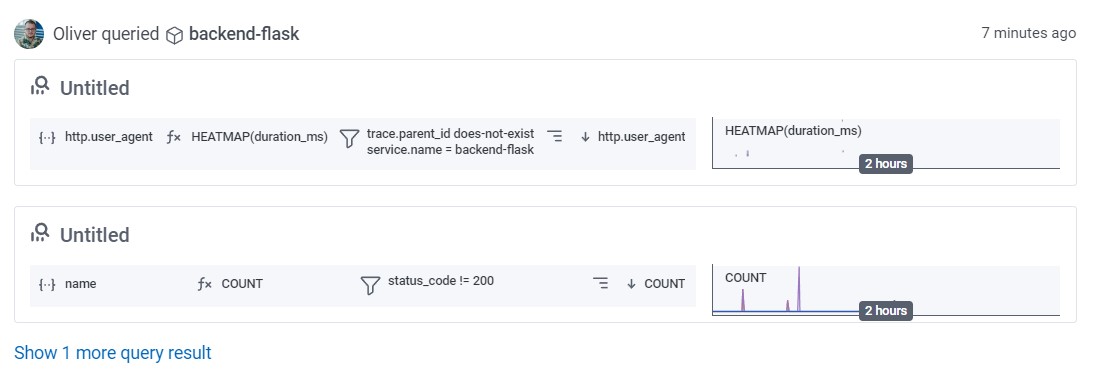 Oliver queried backend-flask 7 minutes ago
Untitled
{··} http.user_agent ƒx HEATMAP(duration_ms) trace.parent_id does-not-exist ↓ http.user_agent HEATMAP(duration_ms)
service.name = backend-flask
2 hours
Untitled
{··} name ƒx COUNT status_code != 200 ↓ COUNT COUNT
2 hours
Show 1 more query result